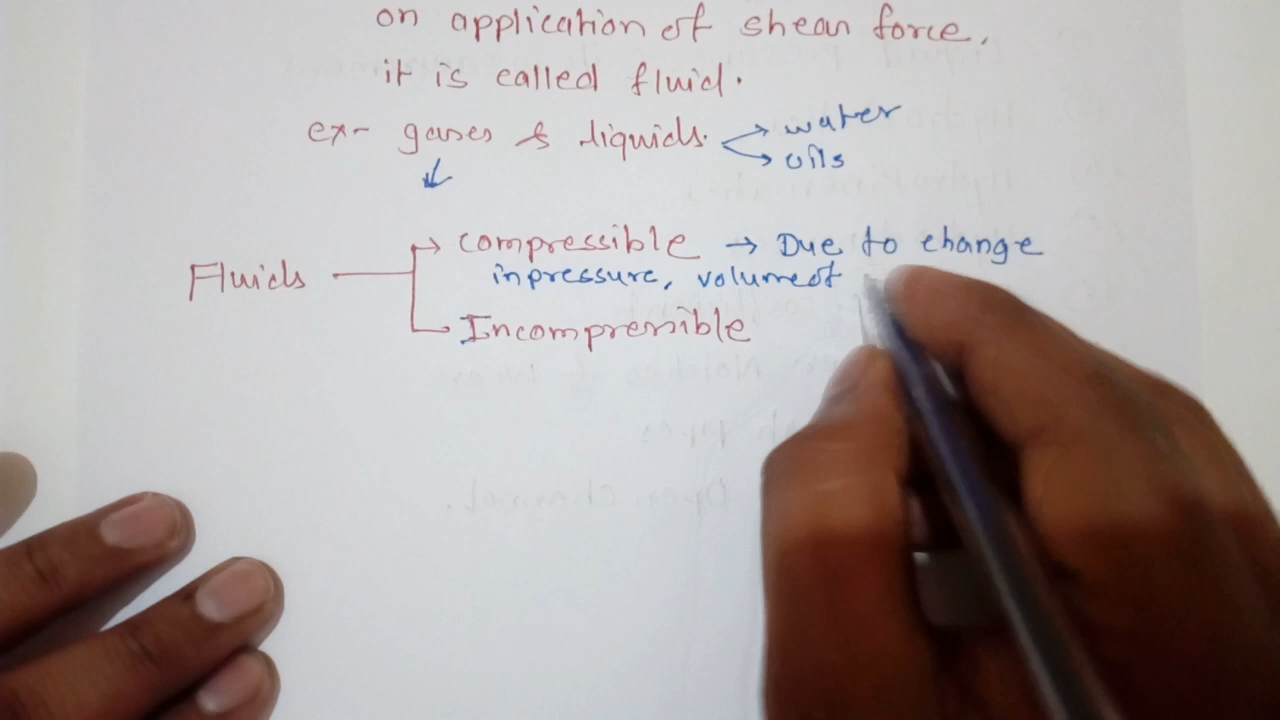 on application of shear force,
it is called fluid.
ex- gases & liquids. → water
→ oils
Fluids → compressible → Due to change
in pressure, volume of
Incompressible